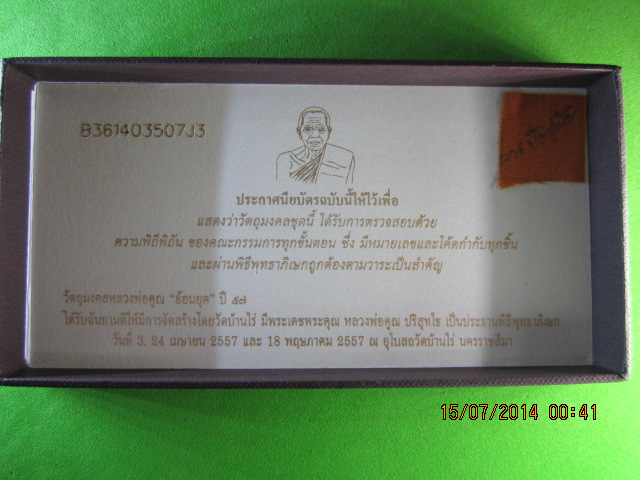 B361403507J3
ประกาศนียบัตรฉบับนี้ให้ไว้เพื่อ
แสดงว่าวัตถุมงคลชุดนี้ ได้รับการตรวจสอบด้วย
ความพิถีพิถัน ของคณะกรรมการทุกขั้นตอน ซึ่ง มีหมายเลขและโค้ดกำกับทุกชิ้น
และผ่านพิธีพุทธาภิเษกถูกต้องตามวาระเป็นสำคัญ
วัตถุมงคลหลวงพ่อคูณ "ย้อนยุค" ปี ๕๗
ได้รับฉันทามติให้มีการจัดสร้างโดยวัดบ้านไร่ มีพระเดชพระคุณ หลวงพ่อคูณ ปริสุทโธ เป็นประธานพิธีพุทธาภิเษก
วันที่ 3, 24 เมษายน 2557 และ 18 พฤษภาคม 2557 ณ อุโบสถวัดบ้านไร่ นครราชสีมา
15/07/2014 00:41